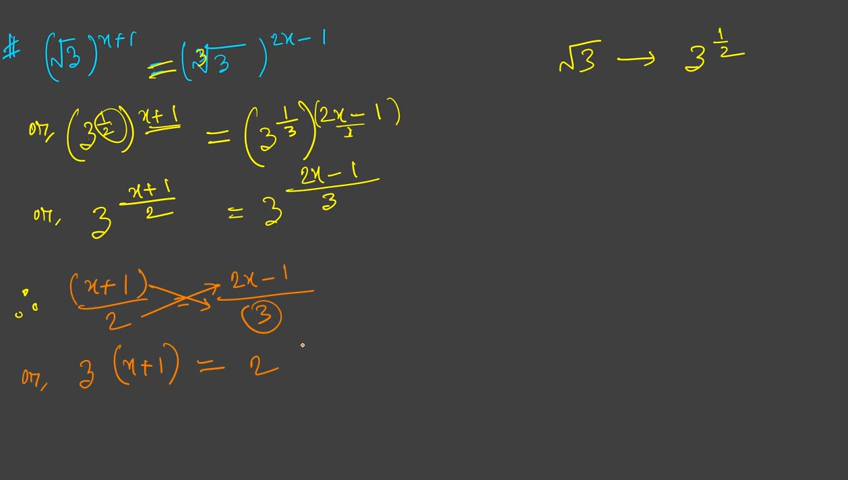 # (√3)^(x+1) = (∛3)^(2x-1)
√3 → 3^(1/2)
or, (3^(1/2))^(x+1) = (3^(1/3))^((2x-1)/1)
or, 3^((x+1)/2) = 3^((2x-1)/3)
∴ (x+1)/2 = (2x-1)/3
or, 3(x+1) = 2